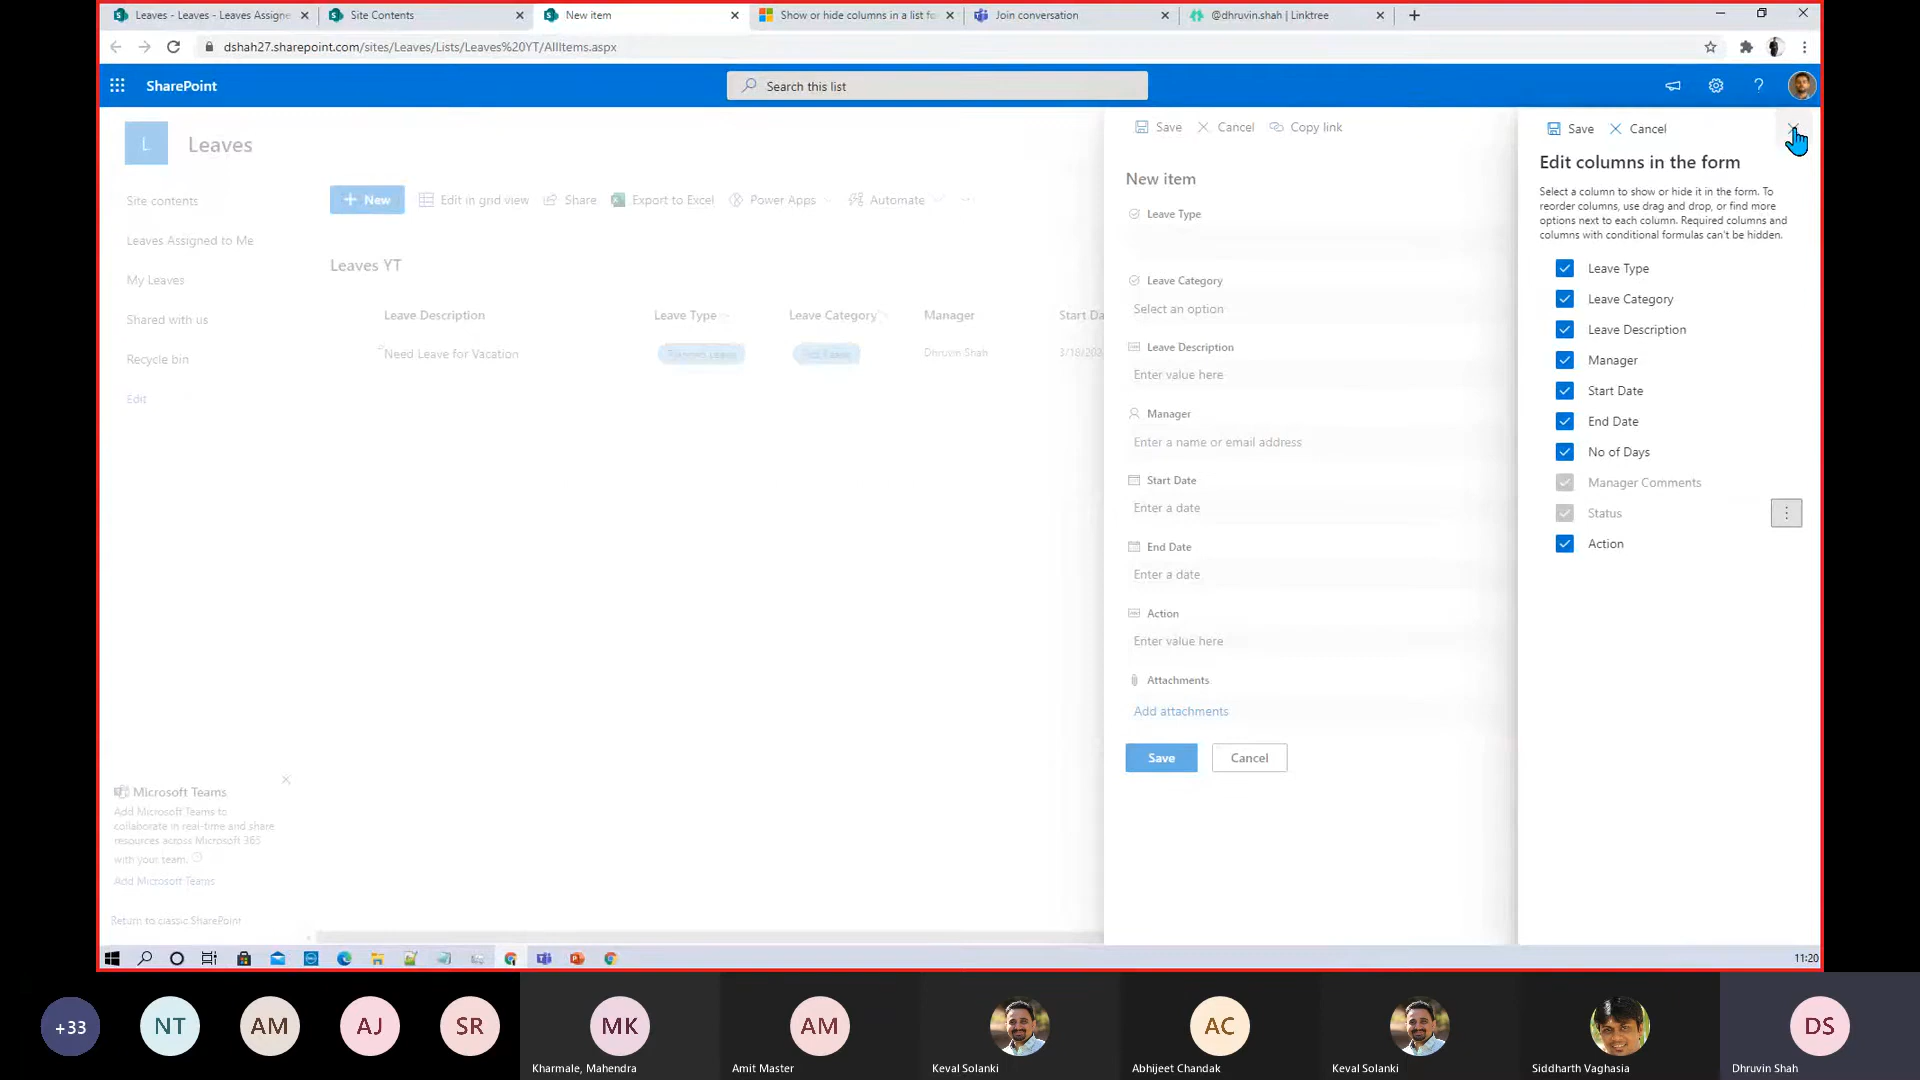 Leaves - Leaves - Leaves Assigne
Site Contents
New item
Show or hide columns in a list fo
Join conversation
@dhruvin.shah | Linktree
dshah27.sharepoint.com/sites/Leaves/Lists/Leaves%20YT/AllItems.aspx
SharePoint
Search this list
L
Leaves
Site contents
Leaves Assigned to Me
My Leaves
Shared with us
Recycle bin
Edit
New
Edit in grid view
Share
Export to Excel
Power Apps
Automate
Leaves YT
Leave Description
Leave Type
Leave Category
Manager
Start Da
Need Leave for Vacation
Dhruvin Shah
3/18/202
Microsoft Teams
Add Microsoft Teams to
collaborate in real-time and share
resources across Microsoft 365
with your team.
Add Microsoft Teams
Return to classic SharePoint
Save
Cancel
Copy link
New item
Leave Type
Leave Category
Select an option
Leave Description
Enter value here
Manager
Enter a name or email address
Start Date
Enter a date
End Date
Enter a date
Action
Enter value here
Attachments
Add attachments
Save
Cancel
Save
Cancel
Edit columns in the form
Select a column to show or hide it in the form. To
reorder columns, use drag and drop, or find more
options next to each column. Required columns and
columns with conditional formulas can't be hidden.
Leave Type
Leave Category
Leave Description
Manager
Start Date
End Date
No of Days
Manager Comments
Status
Action
11:20
+33
NT
AM
AJ
SR
MK
Kharmale, Mahendra
AM
Amit Master
Keval Solanki
AC
Abhijeet Chandak
Keval Solanki
Siddharth Vaghasia
DS
Dhruvin Shah